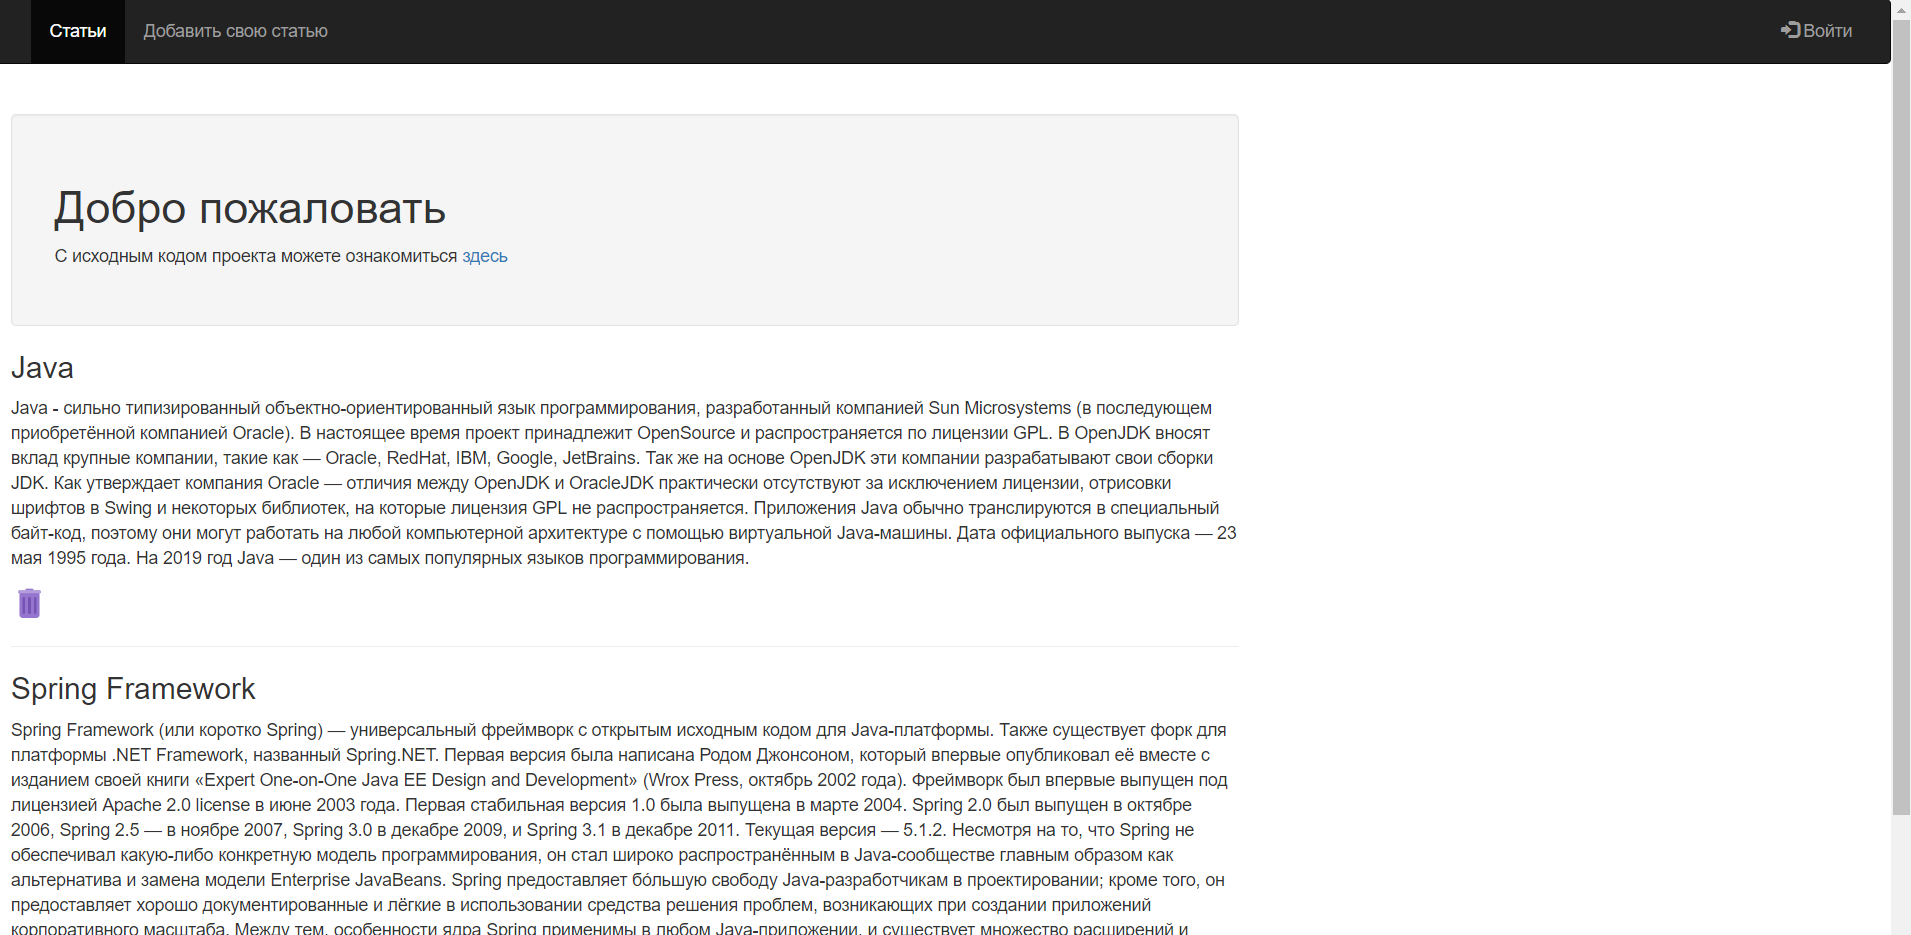 Статьи Добавить свою статью Войти
Добро пожаловать
С исходным кодом проекта можете ознакомиться здесь
Java
Java - сильно типизированный объектно-ориентированный язык программирования, разработанный компанией Sun Microsystems (в последующем
приобретённой компанией Oracle). В настоящее время проект принадлежит OpenSource и распространяется по лицензии GPL. В OpenJDK вносят
вклад крупные компании, такие как — Oracle, RedHat, IBM, Google, JetBrains. Так же на основе OpenJDK эти компании разрабатывают свои сборки
JDK. Как утверждает компания Oracle — отличия между OpenJDK и OracleJDK практически отсутствуют за исключением лицензии, отрисовки
шрифтов в Swing и некоторых библиотек, на которые лицензия GPL не распространяется. Приложения Java обычно транслируются в специальный
байт-код, поэтому они могут работать на любой компьютерной архитектуре с помощью виртуальной Java-машины. Дата официального выпуска — 23
мая 1995 года. На 2019 год Java — один из самых популярных языков программирования.
Spring Framework
Spring Framework (или коротко Spring) — универсальный фреймворк с открытым исходным кодом для Java-платформы. Также существует форк для
платформы .NET Framework, названный Spring.NET. Первая версия была написана Родом Джонсоном, который впервые опубликовал её вместе с
изданием своей книги «Expert One-on-One Java EE Design and Development» (Wrox Press, октябрь 2002 года). Фреймворк был впервые выпущен под
лицензией Apache 2.0 license в июне 2003 года. Первая стабильная версия 1.0 была выпущена в марте 2004. Spring 2.0 был выпущен в октябре
2006, Spring 2.5 — в ноябре 2007, Spring 3.0 в декабре 2009, и Spring 3.1 в декабре 2011. Текущая версия — 5.1.2. Несмотря на то, что Spring не
обеспечивал какую-либо конкретную модель программирования, он стал широко распространённым в Java-сообществе главным образом как
альтернатива и замена модели Enterprise JavaBeans. Spring предоставляет бо́льшую свободу Java-разработчикам в проектировании; кроме того, он
предоставляет хорошо документированные и лёгкие в использовании средства решения проблем, возникающих при создании приложений
корпоративного масштаба. Между тем, особенности ядра Spring применимы в любом Java-приложении, и существует множество расширений и